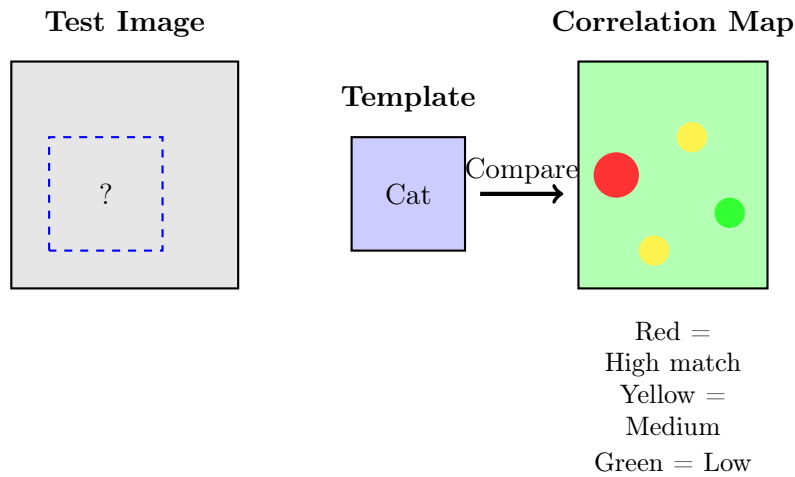 Test Image
Correlation Map
Template
Compare
?
Cat
Red =
High match
Yellow =
Medium
Green = Low